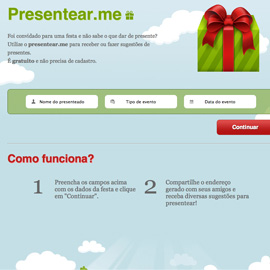 Presentear.me
Foi convidado para uma festa e não sabe o que dar de presente?
Utilize o presentear.me para receber ou fazer sugestões de
presentes.
É gratuito e não precisa de cadastro.
Nome do presenteado Tipo de evento Data do evento
Continuar
Como funciona?
1 Preencha os campos acima
com os dados da festa e clique
em "Continuar".
2 Compartilhe o endereço
gerado com seus amigos e
receba diversas sugestões para
presentear!